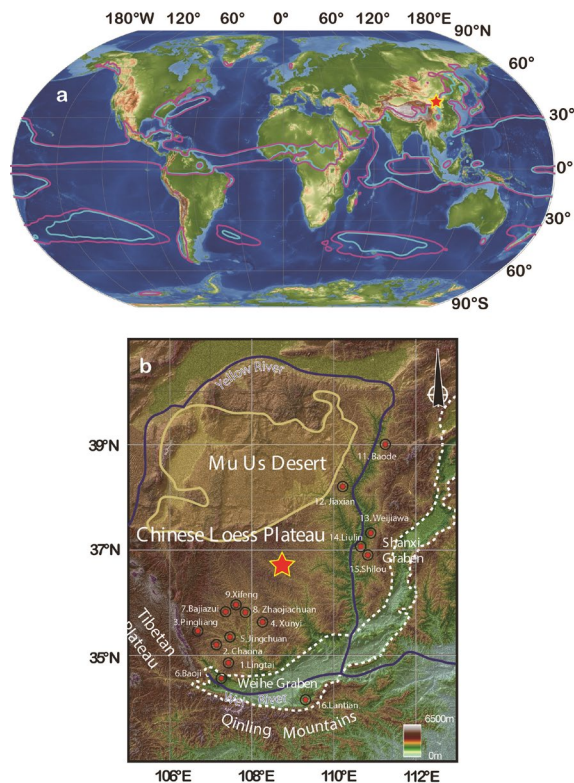 180°W 120° 60° 0° 60° 120° 180°E
90°N
60°
a
30°
0°
30°
60°
90°S
b
Yellow River
39°N
Mu Us Desert
11. Baode
12. Jiaxian
13. Weijiawa
Chinese Loess Plateau
14.Liulin
Shanxi
Graben
37°N
15.Shilou
9.Xifeng
7.Bajiazui
8. Zhaojiachuan
3.Pingliang
4. Xunyi
5.Jingchuan
2. Chaona
Tibetan
Plateau
1.Lingtai
35°N
6.Baoji
Weihe Graben
Wei River
16.Lantian
Qinling Mountains
6500m
0m
106°E 108°E 110°E 112°E